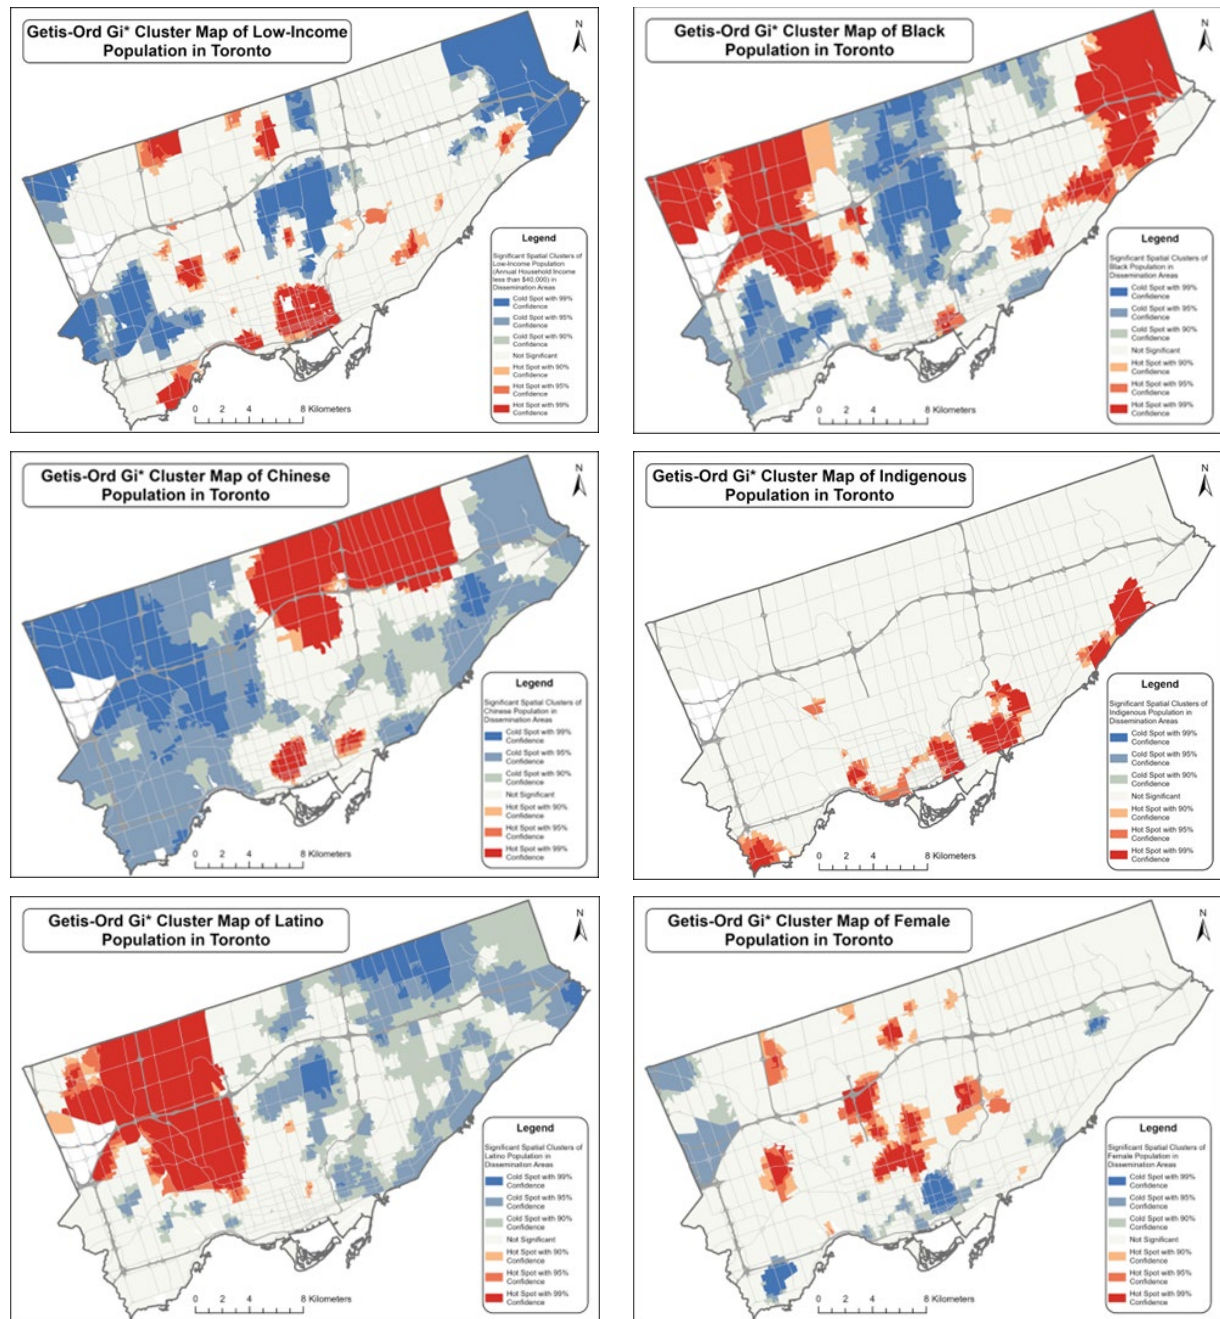 Getis-Ord Gi* Cluster Map of Low-Income
Population in Toronto
N
Legend
Significant Spatial Clusters of
Low-Income Population
(Annual Household Income
less than $40,000) in
Dissemination Areas
Cold Spot with 99%
Confidence
Cold Spot with 95%
Confidence
Cold Spot with 90%
Confidence
Not Significant
Hot Spot with 90%
Confidence
Hot Spot with 95%
Confidence
Hot Spot with 99%
Confidence
0 2 4 8 Kilometers
Getis-Ord Gi* Cluster Map of Black
Population in Toronto
N
Legend
Significant Spatial Clusters of
Black Population in
Dissemination Areas
Cold Spot with 99%
Confidence
Cold Spot with 95%
Confidence
Cold Spot with 90%
Confidence
Not Significant
Hot Spot with 90%
Confidence
Hot Spot with 95%
Confidence
Hot Spot with 99%
Confidence
0 2 4 8 Kilometers
Getis-Ord Gi* Cluster Map of Chinese
Population in Toronto
N
Legend
Significant Spatial Clusters of
Chinese Population in
Dissemination Areas
Cold Spot with 99%
Confidence
Cold Spot with 95%
Confidence
Cold Spot with 90%
Confidence
Not Significant
Hot Spot with 90%
Confidence
Hot Spot with 95%
Confidence
Hot Spot with 99%
Confidence
0 2 4 8 Kilometers
Getis-Ord Gi* Cluster Map of Indigenous
Population in Toronto
N
Legend
Significant Spatial Clusters of
Indigenous Population in
Dissemination Areas
Cold Spot with 99%
Confidence
Cold Spot with 95%
Confidence
Cold Spot with 90%
Confidence
Not Significant
Hot Spot with 90%
Confidence
Hot Spot with 95%
Confidence
Hot Spot with 99%
Confidence
0 2 4 8 Kilometers
Getis-Ord Gi* Cluster Map of Latino
Population in Toronto
N
Legend
Significant Spatial Clusters of
Latino Population in
Dissemination Areas
Cold Spot with 99%
Confidence
Cold Spot with 95%
Confidence
Cold Spot with 90%
Confidence
Not Significant
Hot Spot with 90%
Confidence
Hot Spot with 95%
Confidence
Hot Spot with 99%
Confidence
0 2 4 8 Kilometers
Getis-Ord Gi* Cluster Map of Female
Population in Toronto
N
Legend
Significant Spatial Clusters of
Female Population in
Dissemination Areas
Cold Spot with 99%
Confidence
Cold Spot with 95%
Confidence
Cold Spot with 90%
Confidence
Not Significant
Hot Spot with 90%
Confidence
Hot Spot with 95%
Confidence
Hot Spot with 99%
Confidence
0 2 4 8 Kilometers